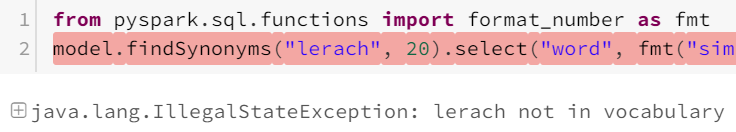 1 from pyspark.sql.functions import format_number as fmt
2 model.findSynonyms("lerach", 20).select("word", fmt("sim
java.lang.IllegalStateException: lerach not in vocabulary